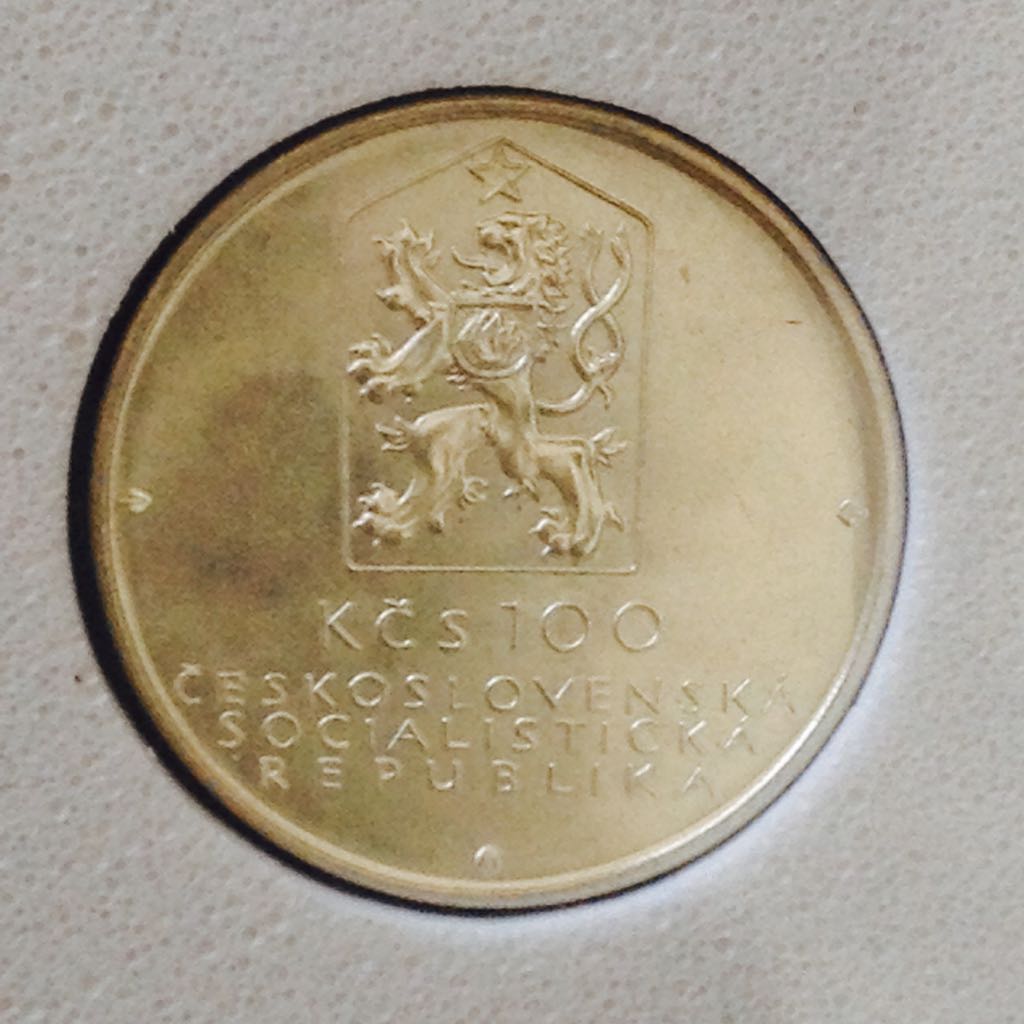 Kčs 100
ČESKOSLOVENSKÁ
SOCIALISTICKÁ
REPUBLIKA